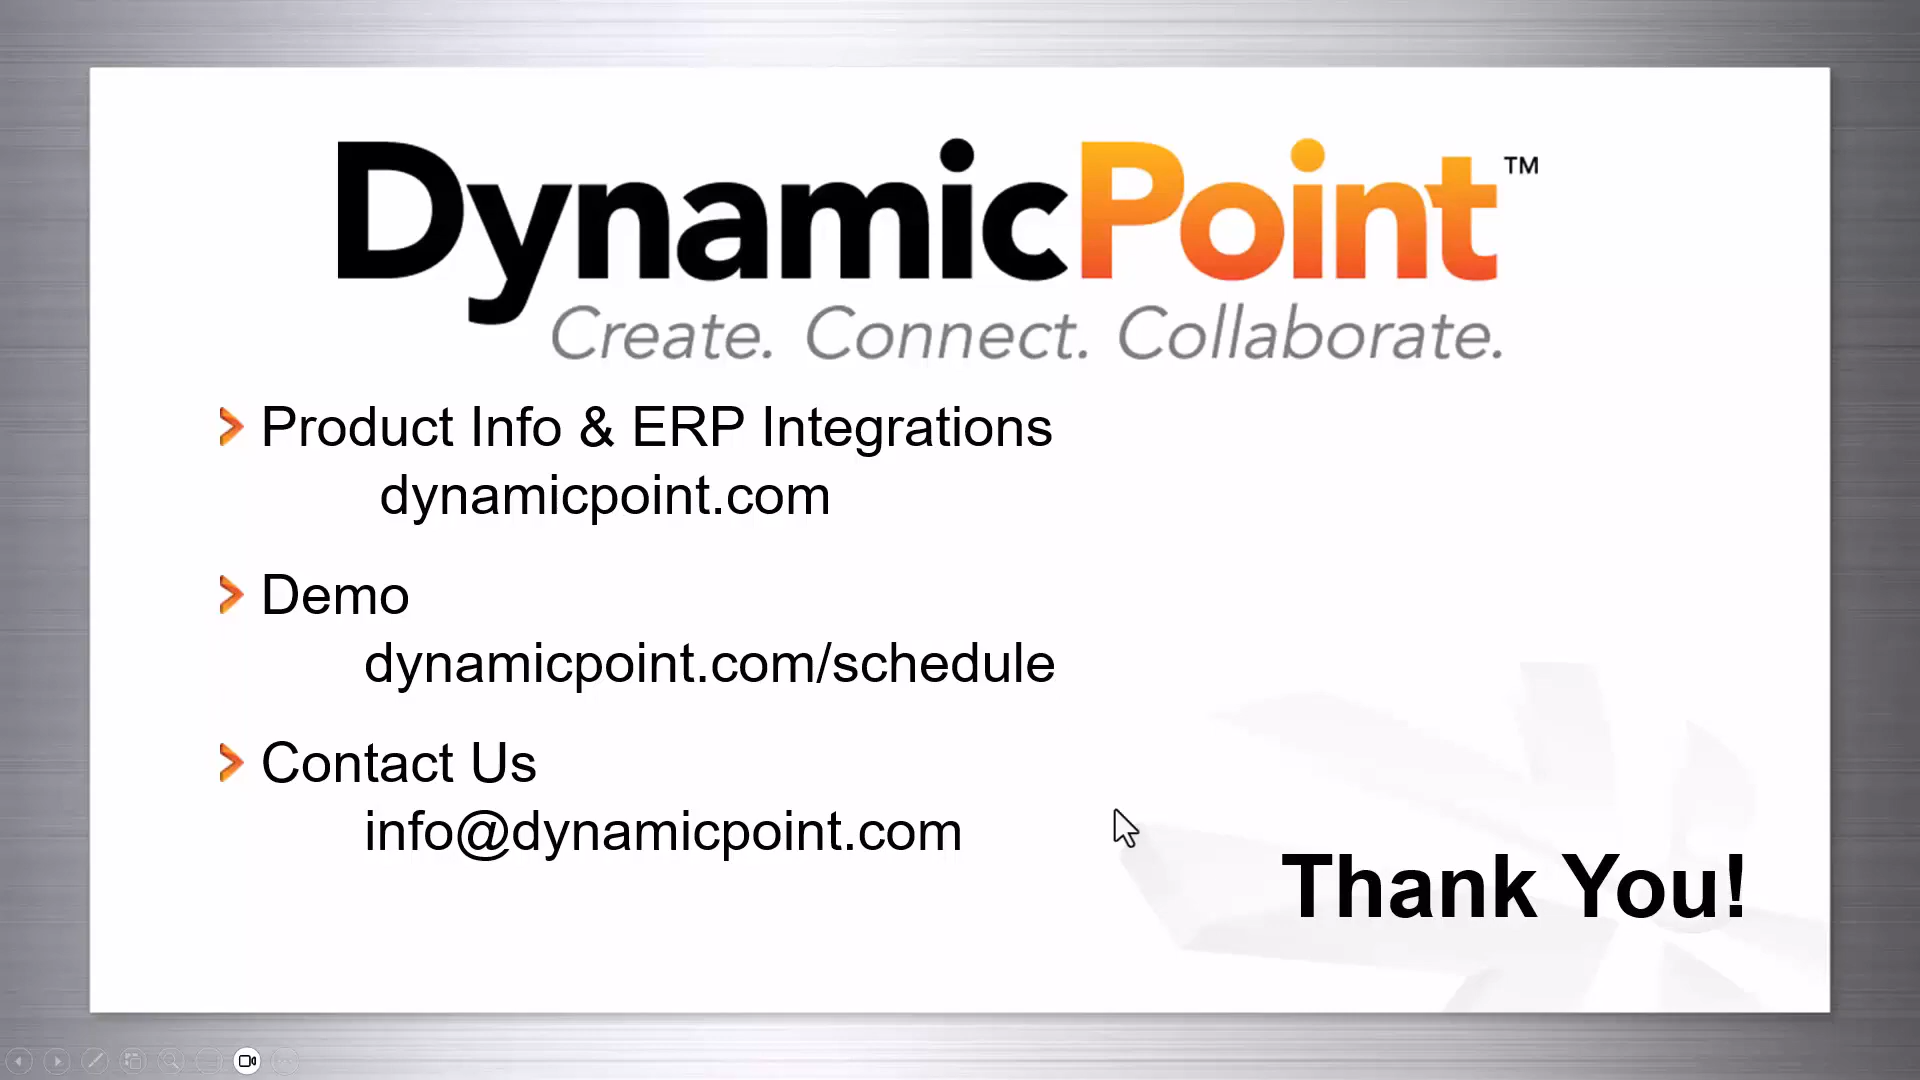 DynamicPoint™
Create. Connect. Collaborate.
Product Info & ERP Integrations
dynamicpoint.com
Demo
dynamicpoint.com/schedule
Contact Us
info@dynamicpoint.com
Thank You!